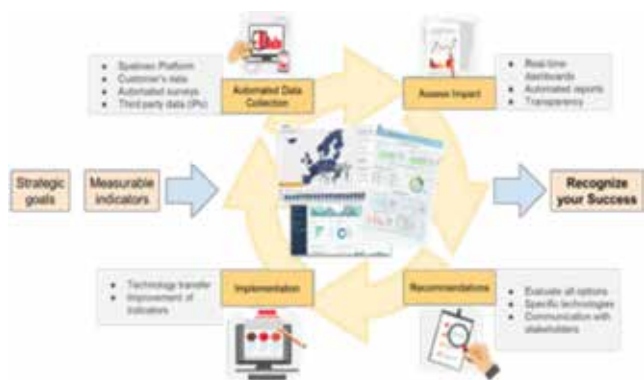 Platform
Customer's data
Automated surveys
Third party data (IPs)
Automated Data
Collection
Assess Impact
Real-time
dashboards
Automated reports
Transparency
Strategic
goals
Measurable
indicators
Recognize
your Success
Technology transfer
Improvement of
indicators
Implementation
Recommendations
Evaluate all options
Specific technologies
Communication with
stakeholders